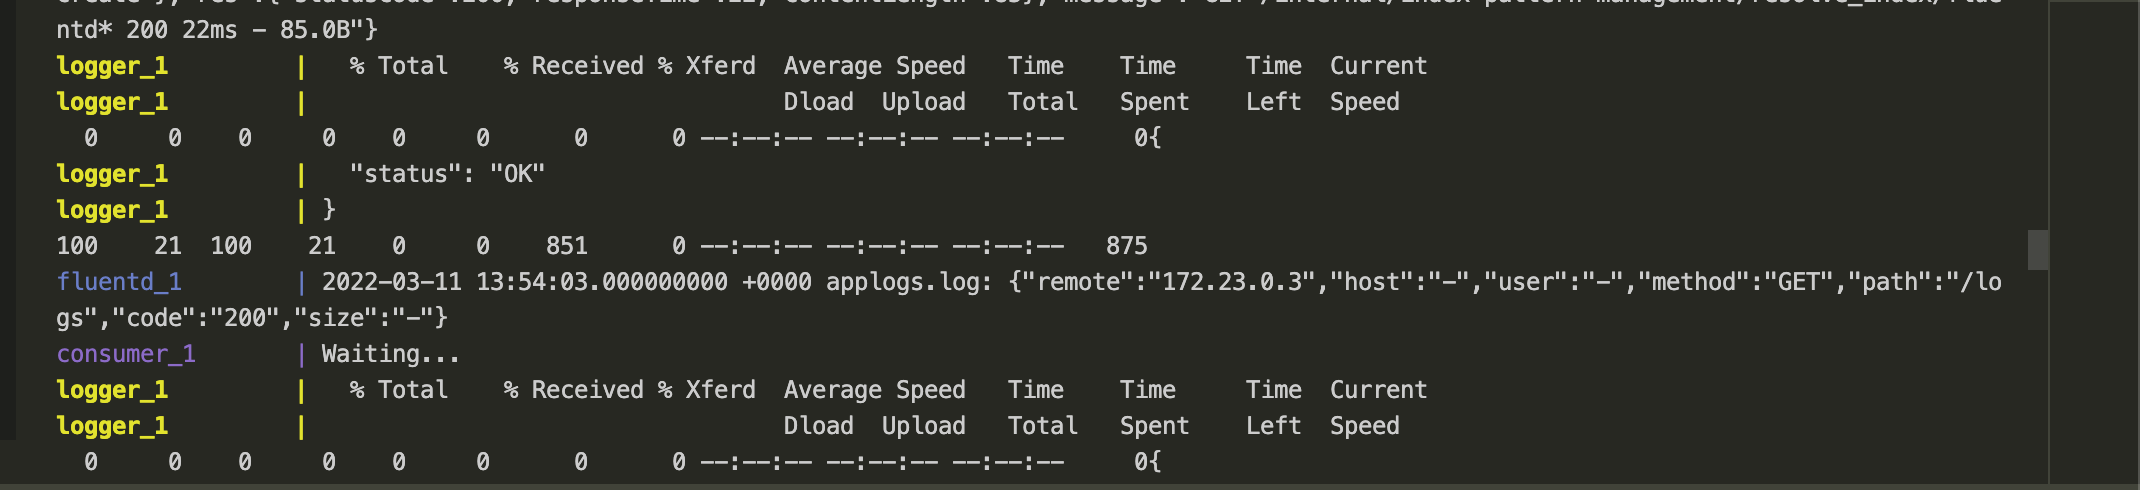 ntd* 200 22ms - 85.0B"}
logger_1         |   % Total    % Received % Xferd  Average Speed   Time    Time     Time  Current
logger_1         |                                  Dload  Upload   Total   Spent    Left  Speed
  0     0    0     0    0     0      0      0 --:--:-- --:--:-- --:--:--     0{
logger_1         |   "status": "OK"
logger_1         | }
100    21  100    21    0     0    851      0 --:--:-- --:--:-- --:--:--   875
fluentd_1        | 2022-03-11 13:54:03.000000000 +0000 applogs.log: {"remote":"172.23.0.3","host":"-","user":"-","method":"GET","path":"/lo
gs","code":"200","size":"-"}
consumer_1       | Waiting...
logger_1         |   % Total    % Received % Xferd  Average Speed   Time    Time     Time  Current
logger_1         |                                  Dload  Upload   Total   Spent    Left  Speed
  0     0    0     0    0     0      0      0 --:--:-- --:--:-- --:--:--     0{